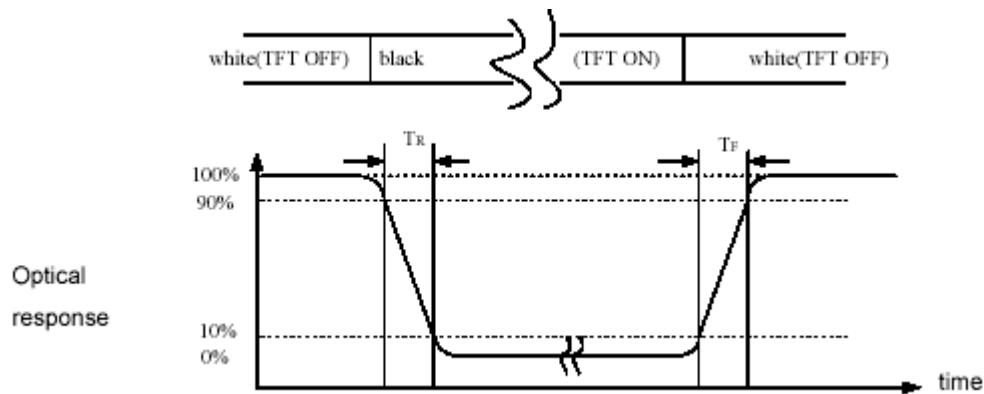 white(TFT OFF) black (TFT ON) white(TFT OFF)
TR TF
100%
90%
Optical
response
10%
0%
time